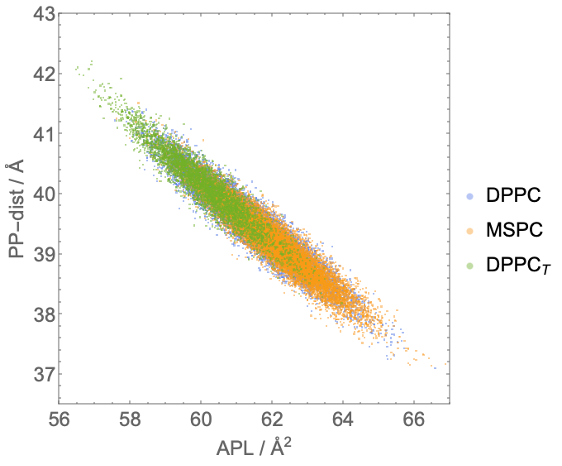 43
42
41
40
39
38
37
PP-dist / Å
56
58
60
62
64
66
APL / Å²
DPPC
MSPC
DPPC_T